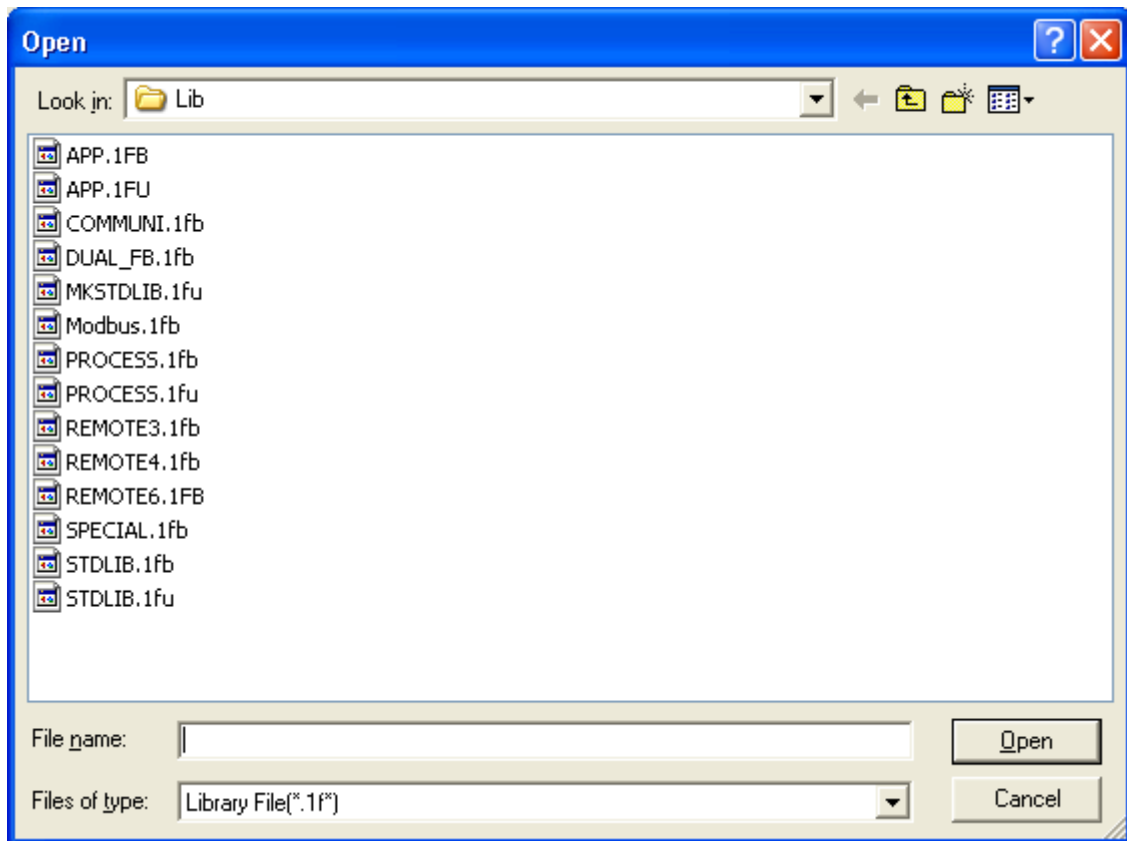 Open
Look in: Lib
APP.1FB
APP.1FU
COMMUNI.1fb
DUAL_FB.1fb
MKSTDLIB.1fu
Modbus.1fb
PROCESS.1fb
PROCESS.1fu
REMOTE3.1fb
REMOTE4.1fb
REMOTE6.1FB
SPECIAL.1fb
STDLIB.1fb
STDLIB.1fu
File name: Open
Files of type: Library File(*.1f*) Cancel